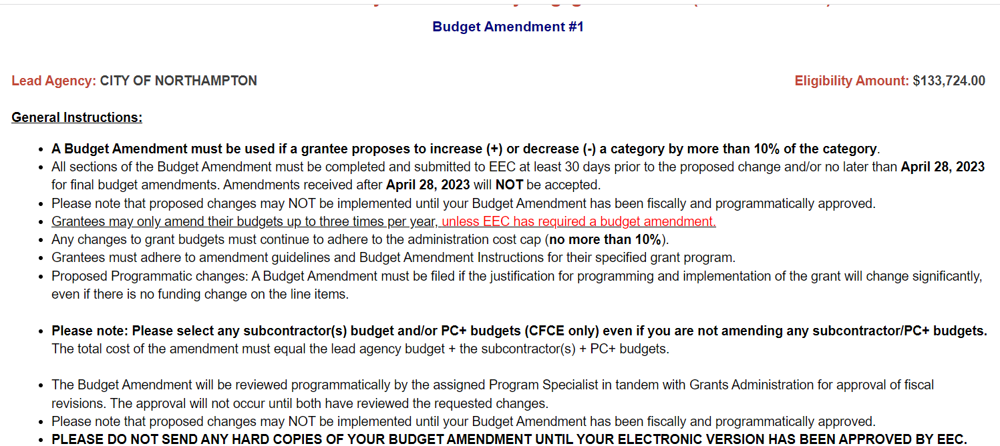 Budget Amendment #1
Lead Agency: CITY OF NORTHAMPTON Eligibility Amount: $133,724.00
General Instructions:
• A Budget Amendment must be used if a grantee proposes to increase (+) or decrease (-) a category by more than 10% of the category.
• All sections of the Budget Amendment must be completed and submitted to EEC at least 30 days prior to the proposed change and/or no later than April 28, 2023
for final budget amendments. Amendments received after April 28, 2023 will NOT be accepted.
• Please note that proposed changes may NOT be implemented until your Budget Amendment has been fiscally and programmatically approved.
• Grantees may only amend their budgets up to three times per year, unless EEC has required a budget amendment.
• Any changes to grant budgets must continue to adhere to the administration cost cap (no more than 10%).
• Grantees must adhere to amendment guidelines and Budget Amendment Instructions for their specified grant program.
• Proposed Programmatic changes: A Budget Amendment must be filed if the justification for programming and implementation of the grant will change significantly,
even if there is no funding change on the line items.
• Please note: Please select any subcontractor(s) budget and/or PC+ budgets (CFCE only) even if you are not amending any subcontractor/PC+ budgets.
The total cost of the amendment must equal the lead agency budget + the subcontractor(s) + PC+ budgets.
• The Budget Amendment will be reviewed programmatically by the assigned Program Specialist in tandem with Grants Administration for approval of fiscal
revisions. The approval will not occur until both have reviewed the requested changes.
• Please note that proposed changes may NOT be implemented until your Budget Amendment has been fiscally and programmatically approved.
• PLEASE DO NOT SEND ANY HARD COPIES OF YOUR BUDGET AMENDMENT UNTIL YOUR ELECTRONIC VERSION HAS BEEN APPROVED BY EEC.